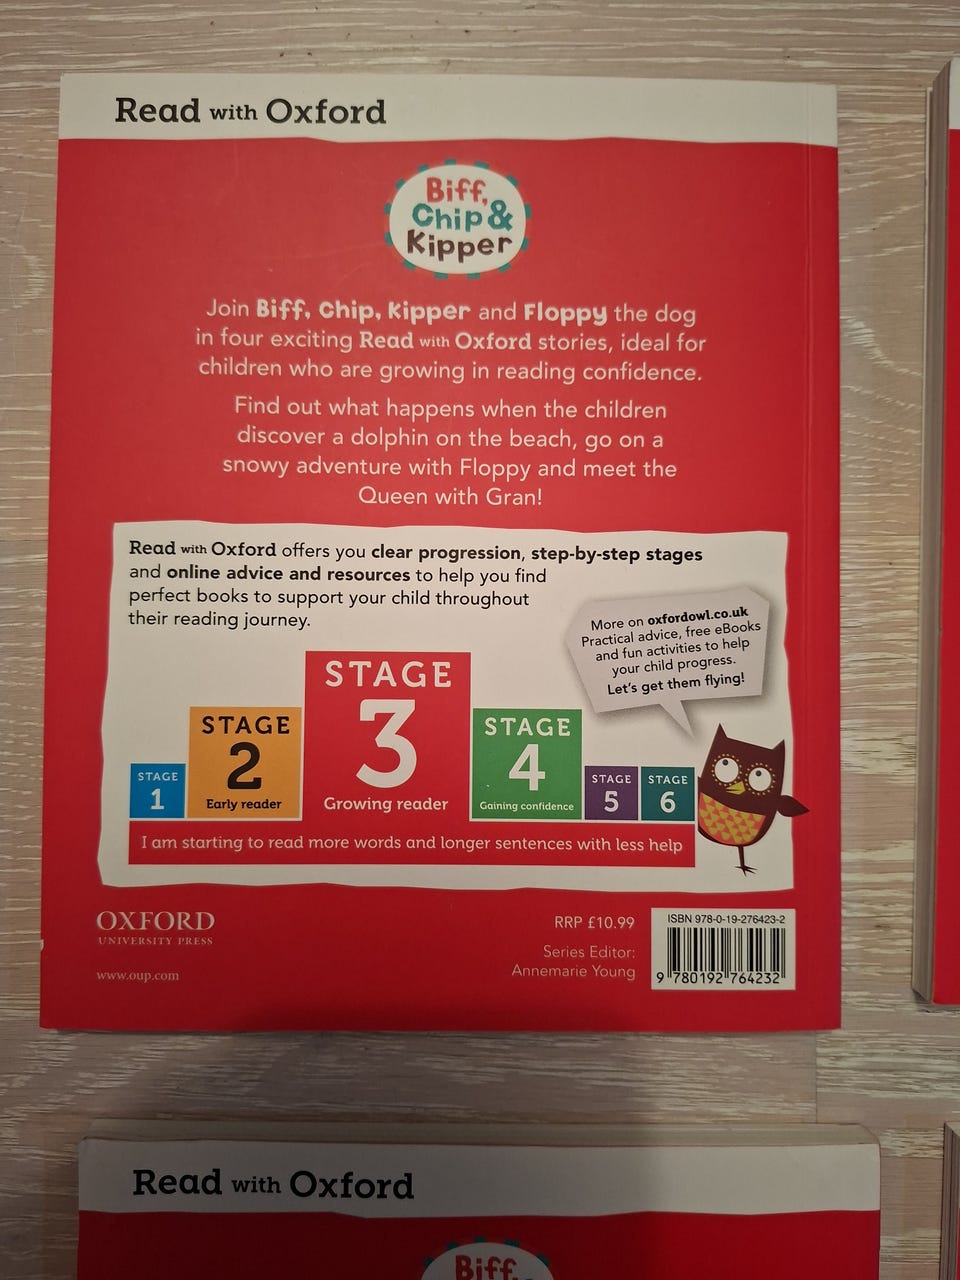 Read with Oxford
Biff,
Chip &
Kipper
Join Biff, Chip, Kipper and Floppy the dog
in four exciting Read with Oxford stories, ideal for
children who are growing in reading confidence.
Find out what happens when the children
discover a dolphin on the beach, go on a
snowy adventure with Floppy and meet the
Queen with Gran!
Read with Oxford offers you clear progression, step-by-step stages
and online advice and resources to help you find
perfect books to support your child throughout
their reading journey.
More on oxfordowl.co.uk
Practical advice, free eBooks
and fun activities to help
your child progress.
Let's get them flying!
STAGE
1
STAGE
2
Early reader
STAGE
3
Growing reader
STAGE
4
Gaining confidence
STAGE
5
STAGE
6
I am starting to read more words and longer sentences with less help
OXFORD
UNIVERSITY PRESS
www.oup.com
RRP £10.99
Series Editor:
Annemarie Young
ISBN 978-0-19-276423-2
9 780192 764232
Read with Oxford
Biff,